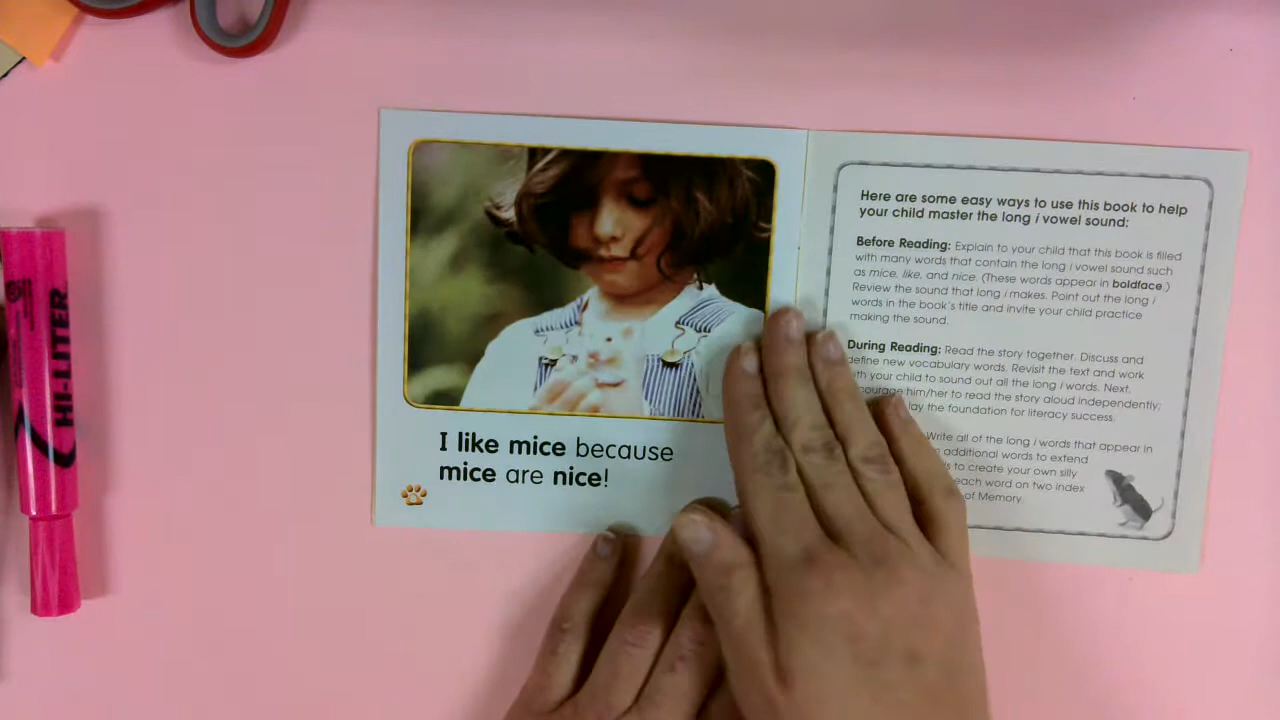 HI-LITER
I like mice because
mice are nice!
Here are some easy ways to use this book to help
your child master the long i vowel sound:
Before Reading: Explain to your child that this book is filled
with many words that contain the long i vowel sound such
as mice, like, and nice. (These words appear in boldface.)
Review the sound that long i makes. Point out the long i
words in the book's title and invite your child practice
making the sound.
During Reading: Read the story together. Discuss and
define new vocabulary words. Revisit the text and work
your child to sound out all the long i words. Next,
him/her to read the story aloud independently;
lay the foundation for literacy success.
Write all of the long i words that appear in
additional words to extend
to create your own silly
each word on two index
of Memory.